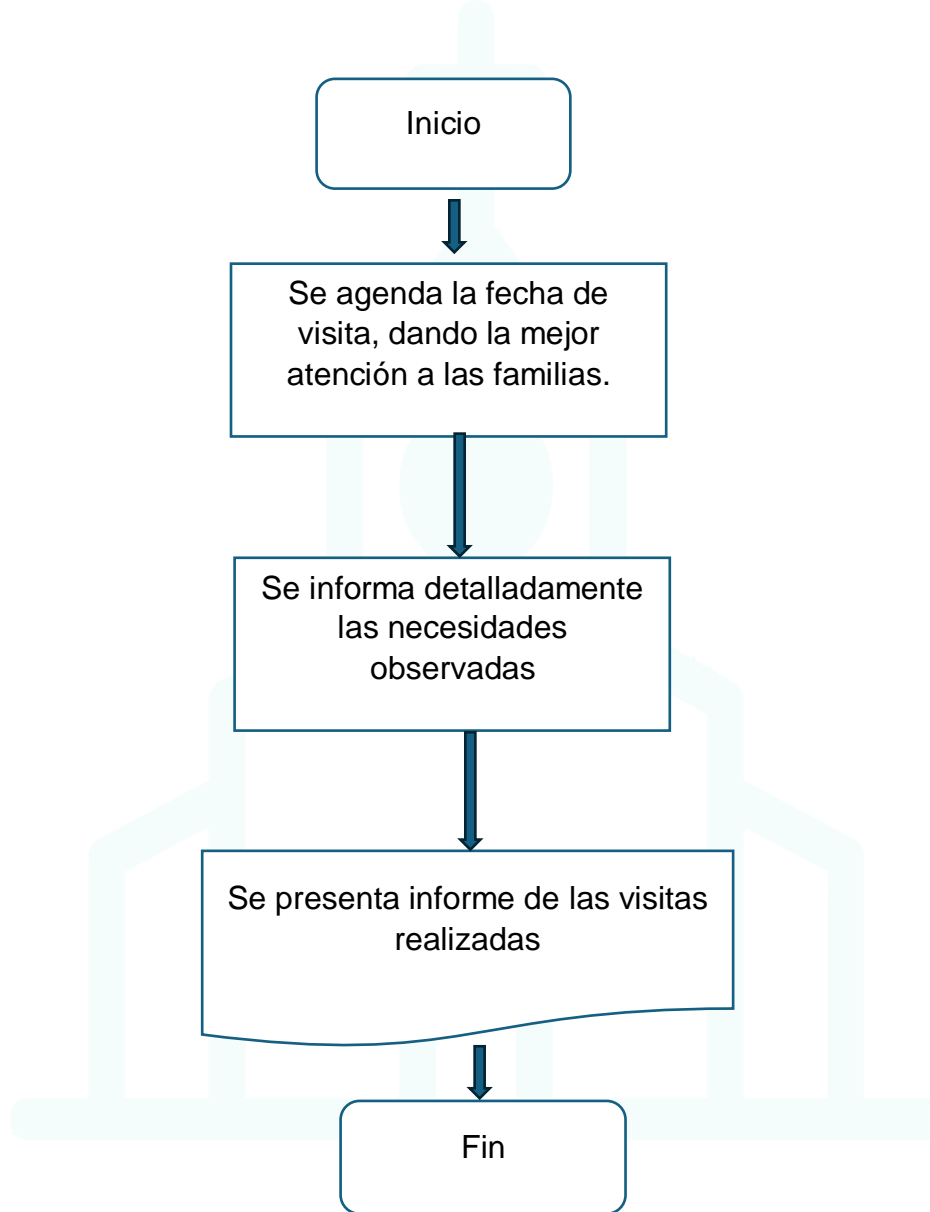 Inicio
Se agenda la fecha de
visita, dando la mejor
atención a las familias.
Se informa detalladamente
las necesidades
observadas
Se presenta informe de las visitas
realizadas
Fin